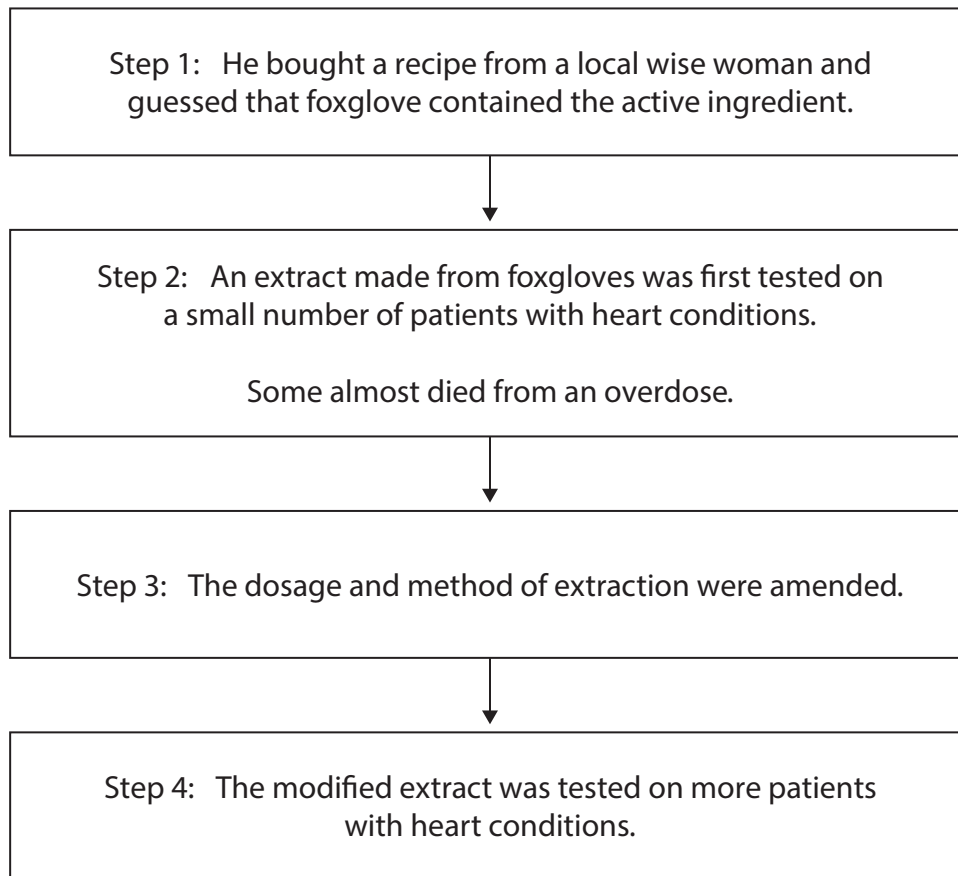 Step 1: He bought a recipe from a local wise woman and
guessed that foxglove contained the active ingredient.
Step 2: An extract made from foxgloves was first tested on
a small number of patients with heart conditions.
Some almost died from an overdose.
Step 3: The dosage and method of extraction were amended.
Step 4: The modified extract was tested on more patients
with heart conditions.